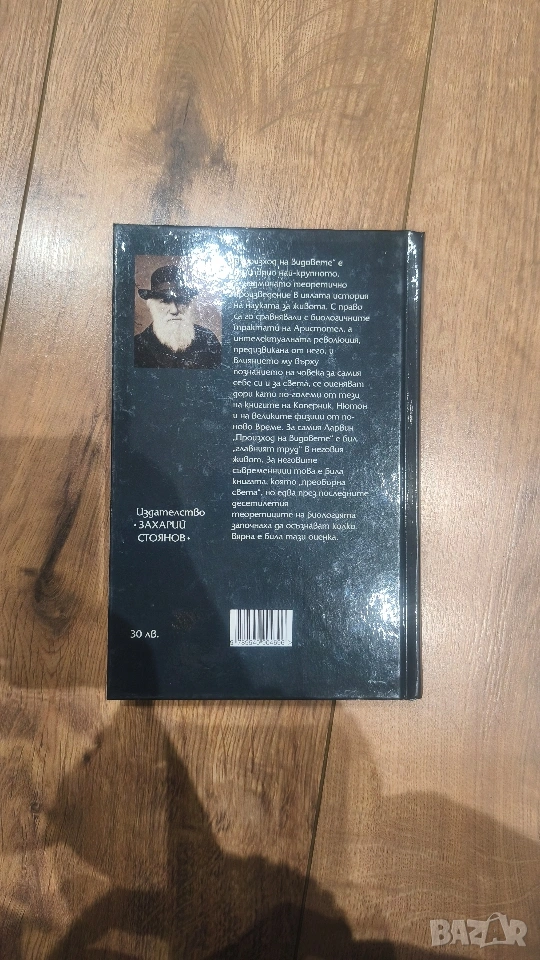 „Произход на видовете" е
най-крупното,
теоретично
произведение в цялата история
на науката за живота. С право
са го сравнявали с биологичните
трактати на Аристотел, а
интелектуалната революция,
предизвикана от него, и
влиянието му върху
познанието на човека за самия
себе си и за света, се оценяват
дори като по-големи от тези
на книгите на Коперник, Нютон
и на великите физици от по-
ново време. За самия Дарвин
„Произход на видовете" е бил
„главният труд" в неговия
живот. За неговите
съвременници това е била
книгата, която „преобърна
света", но едва през последните
десетилетия
теоретиците на биологията
започнаха да осъзнават колко
вярна е била тази оценка.
Издателство
· ЗАХАРИЙ
СТОЯНОВ ·
30 лв.
BAZAR